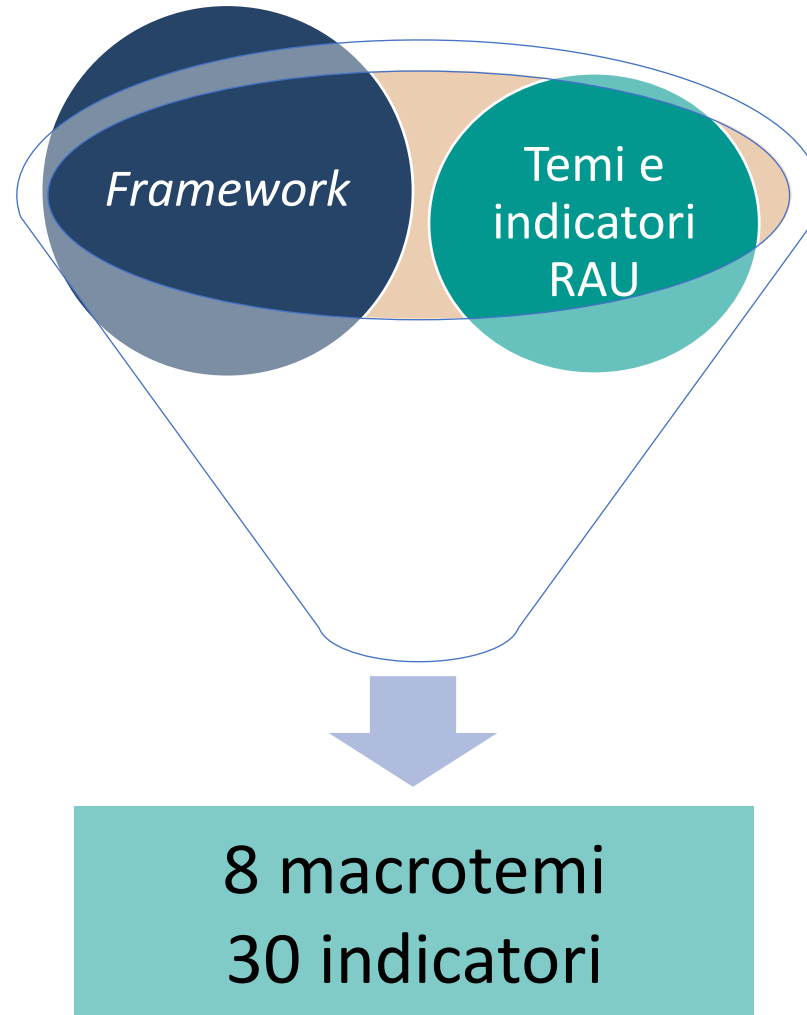 Framework
Temi e
indicatori
RAU
8 macrotemi
30 indicatori